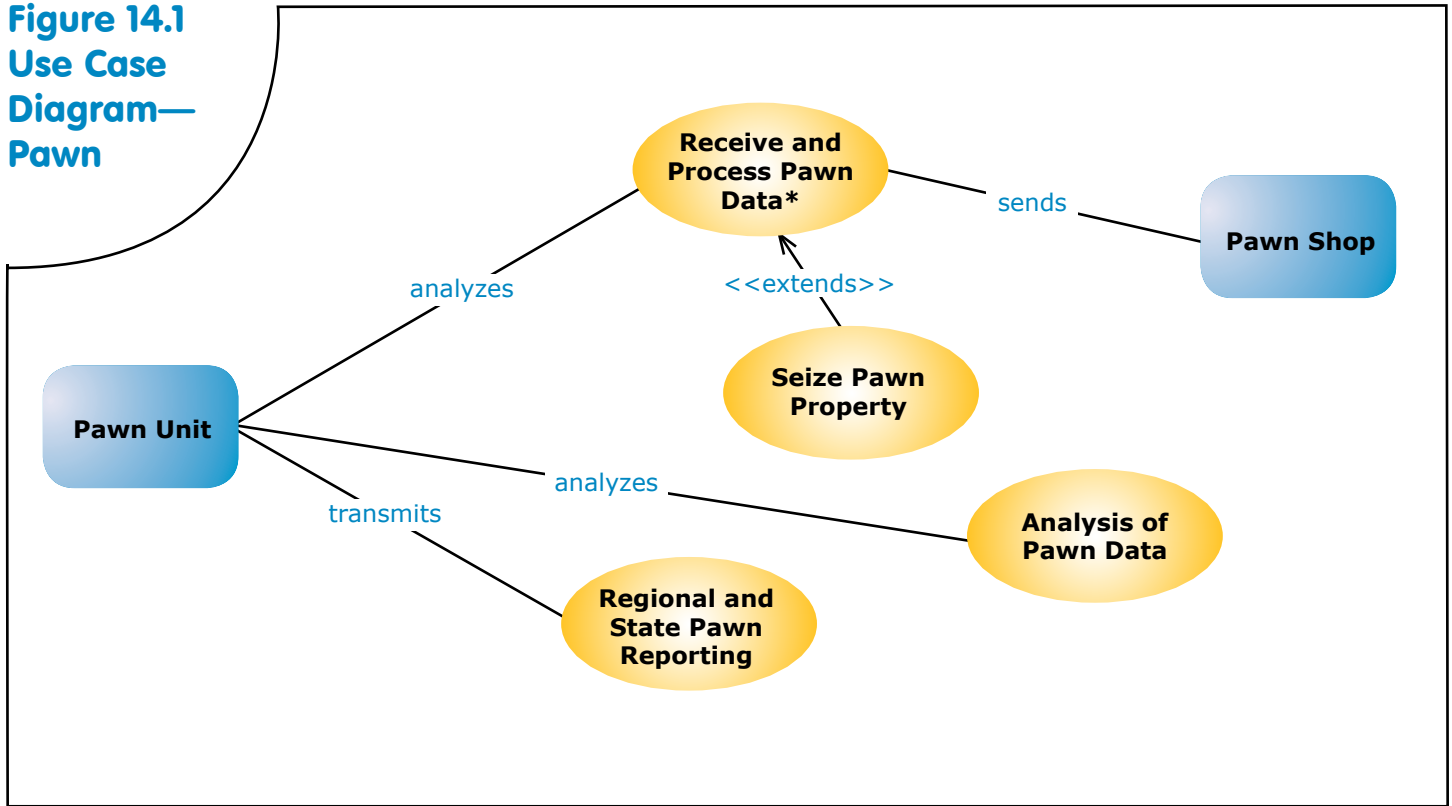 Figure 14.1
Use Case
Diagram—
Pawn
Receive and
Process Pawn
Data*
sends
Pawn Shop
analyzes
<<extends>>
Seize Pawn
Property
Pawn Unit
analyzes
transmits
Analysis of
Pawn Data
Regional and
State Pawn
Reporting